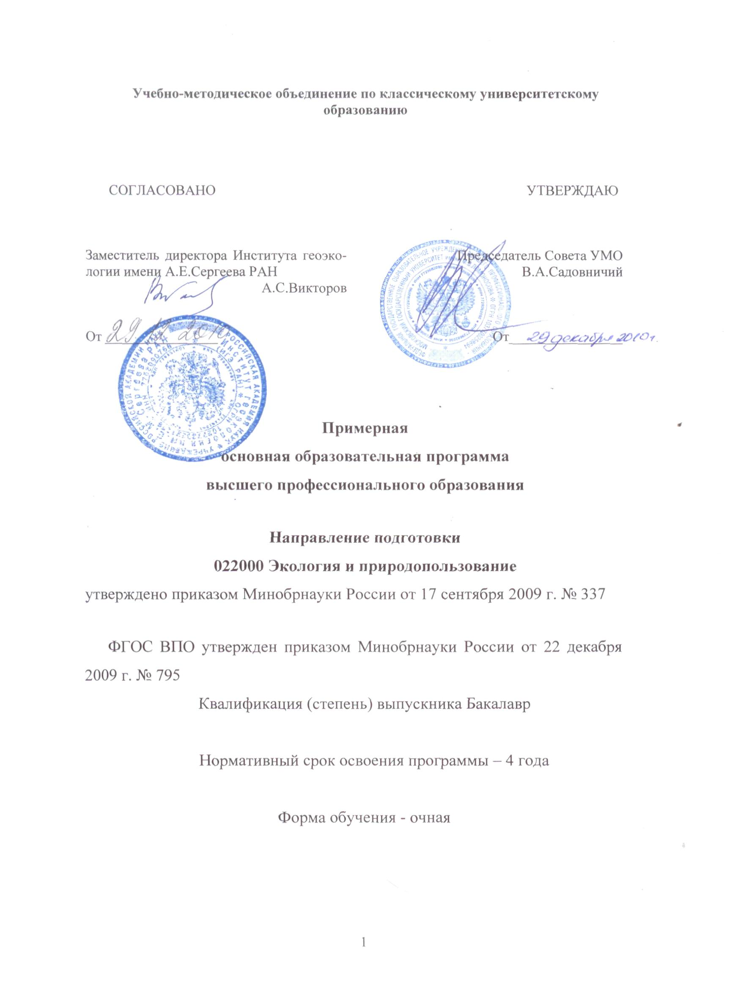 Учебно-методическое объединение по классическому университетскому
образованию
СОГЛАСОВАНО
УТВЕРЖДАЮ
Заместитель директора Института геоэко-
логии имени А.Е.Сергеева РАН
А.С.Викторов
От 29.12 2010
Председатель Совета УМО
В.А.Садовничий
От 29 декабря 2010 г.
Примерная
основная образовательная программа
высшего профессионального образования
Направление подготовки
022000 Экология и природопользование
утверждено приказом Минобрнауки России от 17 сентября 2009 г. № 337
ФГОС ВПО утвержден приказом Минобрнауки России от 22 декабря
2009 г. № 795
Квалификация (степень) выпускника Бакалавр
Нормативный срок освоения программы – 4 года
Форма обучения - очная
1